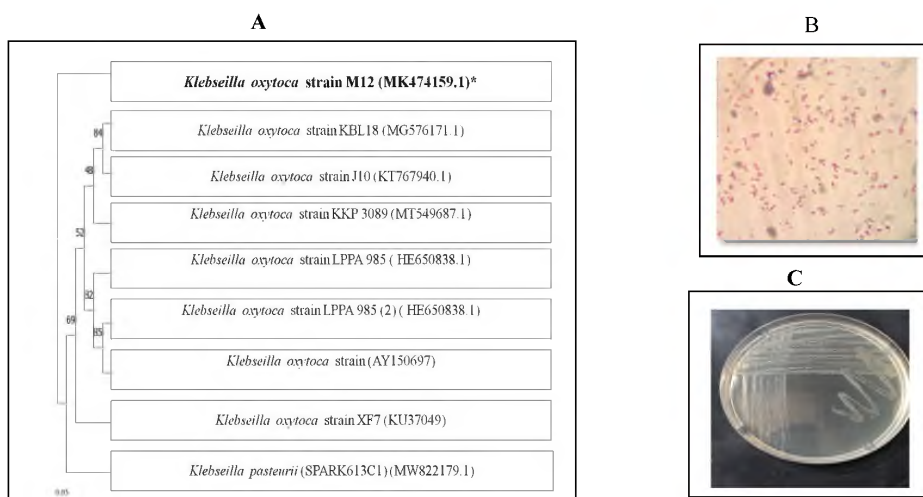 A
Klebseilla oxytoca strain M12 (MK474159.1)*
Klebseilla oxytoca strain KBL18 (MG576171.1)
84
Klebseilla oxytoca strain J10 (KT767940.1)
48
Klebseilla oxytoca strain KKP 3089 (MT549687.1)
52
Klebseilla oxytoca strain LPPA 985 ( HE650838.1)
92
Klebseilla oxytoca strain LPPA 985 (2) ( HE650838.1)
69
Klebseilla oxytoca strain (AY150697)
Klebseilla oxytoca strain XF7 (KU37049)
Klebseilla pasteurii (SPARK613C1) (MW822179.1)
0.05
B
C